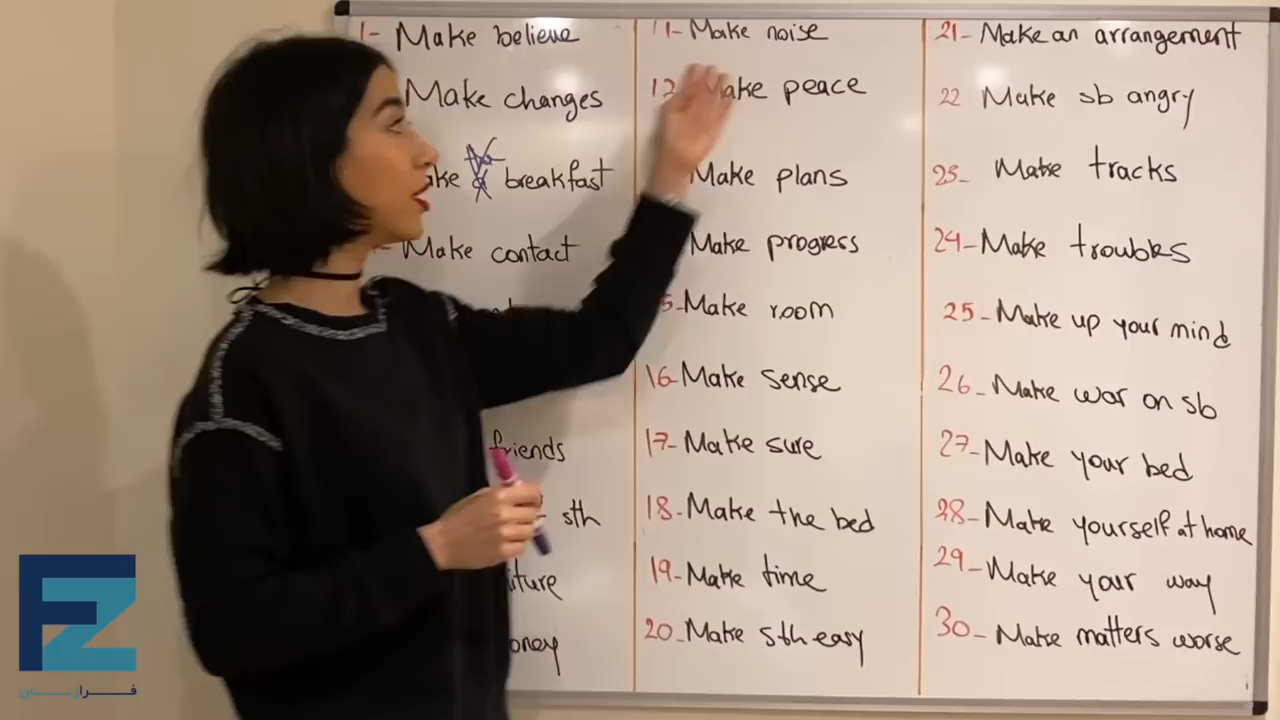 1- Make believe
Make changes
breakfast
Make contact
friends
sth
11- Make noise
12 Make peace
Make plans
Make progress
5- Make room
16- Make sense
17- Make sure
18- Make the bed
19- Make time
20- Make sth easy
21- Make an arrangement
22 Make sb angry
23- Make tracks
24- Make troubles
25- Make up your mind
26- Make war on sb
27- Make your bed
28- Make yourself at home
29- Make your way
30- Make matters worse
FZ
فرازبی